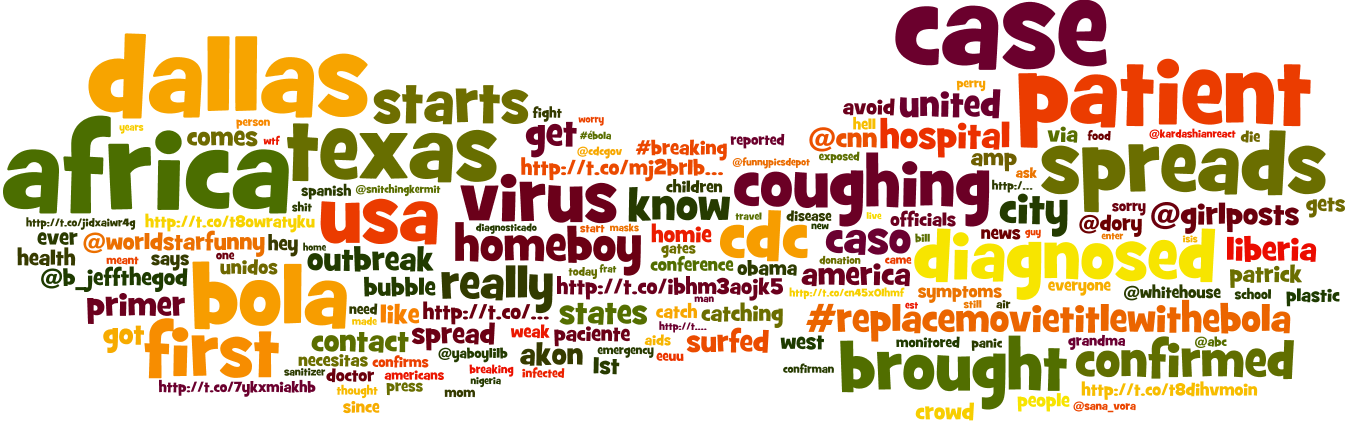 case
dallas
patient
starts
perry
fight
avoid united
worry
years
person
get
#ébola
hell
@cnn hospital
via
food
@kardashianreact
die
africa
comes
wtf
texas
@cdcgov
#breaking
reported
exposed
amp
spreads
http://t.co/mj2brlb...
@funnypicsdepot
ask
spanish
@snitchingkermit
virus
children
coughing
http:/...
shit
usa
know
city
sorry
gets
http://t.co/jidxaiwr4g
http://t.co/t8owratyku
travel
disease
live
officials
@dory
@girlposts
ever
@worldstarfunny
hey
home
diagnosticado
start
masks
homie
cdc
new
caso
news
guy
enter
health
meant
says
one
outbreak
homeboy
gates
donation
came
bill
diagnosed
isis
liberia
@b_jeffthegod
unidos
really
today
frat
conference
obama
america
patrick
primer
bola
bubble
http://t.co/ibhm3aojk5
http://t.co/cn45x0lhmf
symptoms
everyone
@whitehouse
school
plastic
need
like
http://t.co/...
states
man
catch
catching
est
still
air
#replacemovietitlewithebola
got
first
made
contact
spread
weak
paciente
http://t....
aids
surfed
west
monitored
panic
grandma
@abc
necesitas
confirms
@yaboylilb
akon
emergency
eeuu
brought
confirmed
sanitizer
doctor
americans
breaking
infected
lst
confirman
http://t.co/7ykxmiakhb
thought
press
nigeria
mom
http://t.co/t8dihvmoin
since
crowd
people
@sana_vora